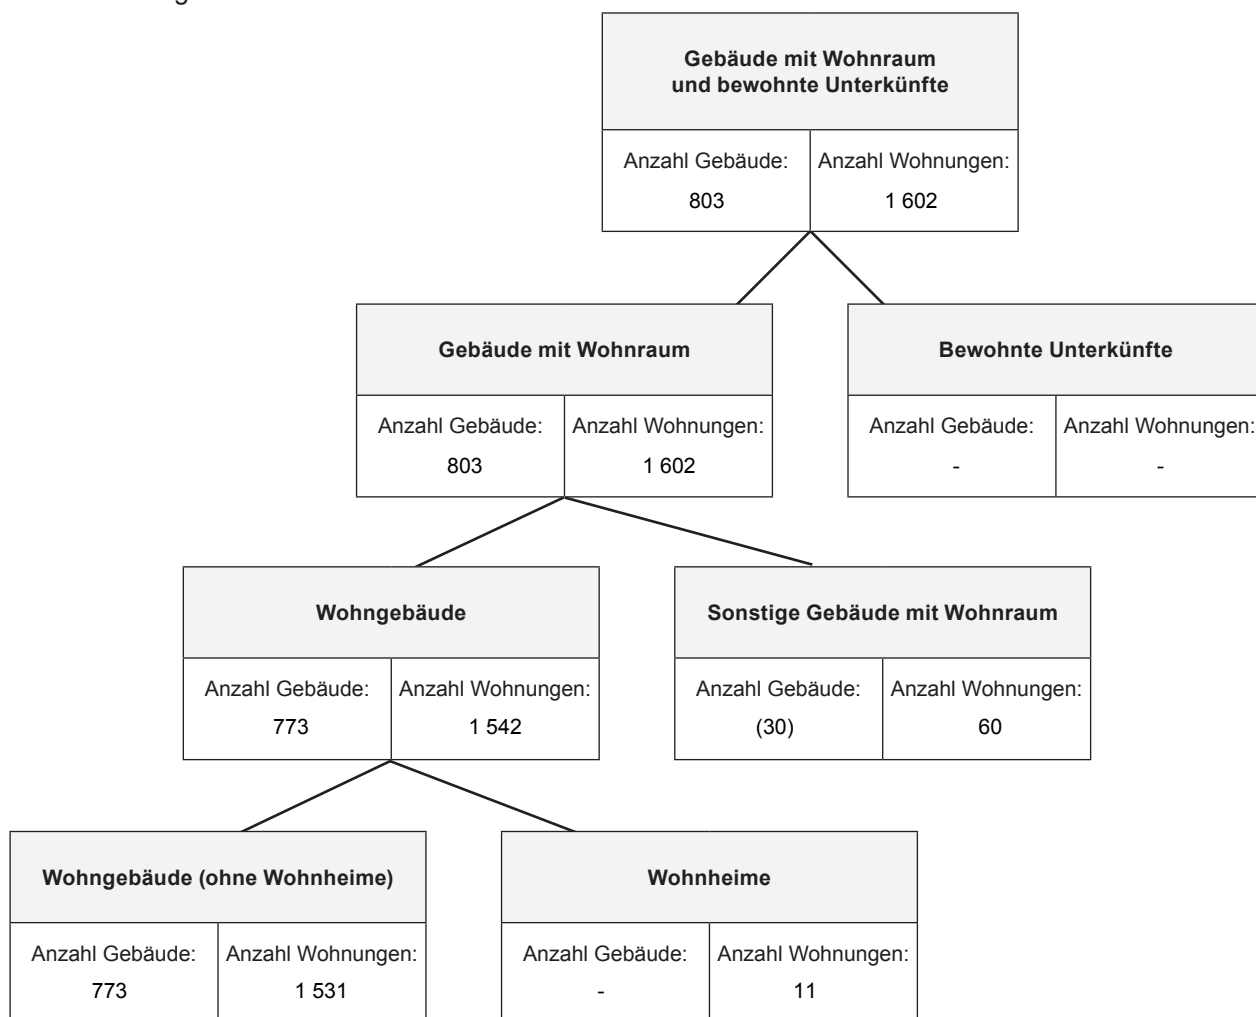 Gebäude mit Wohnraum
und bewohnte Unterkünfte
Anzahl Gebäude:
803
Anzahl Wohnungen:
1 602
Gebäude mit Wohnraum
Anzahl Gebäude:
803
Anzahl Wohnungen:
1 602
Bewohnte Unterkünfte
Anzahl Gebäude:
-
Anzahl Wohnungen:
-
Wohngebäude
Anzahl Gebäude:
773
Anzahl Wohnungen:
1 542
Sonstige Gebäude mit Wohnraum
Anzahl Gebäude:
(30)
Anzahl Wohnungen:
60
Wohngebäude (ohne Wohnheime)
Anzahl Gebäude:
773
Anzahl Wohnungen:
1 531
Wohnheime
Anzahl Gebäude:
-
Anzahl Wohnungen:
11